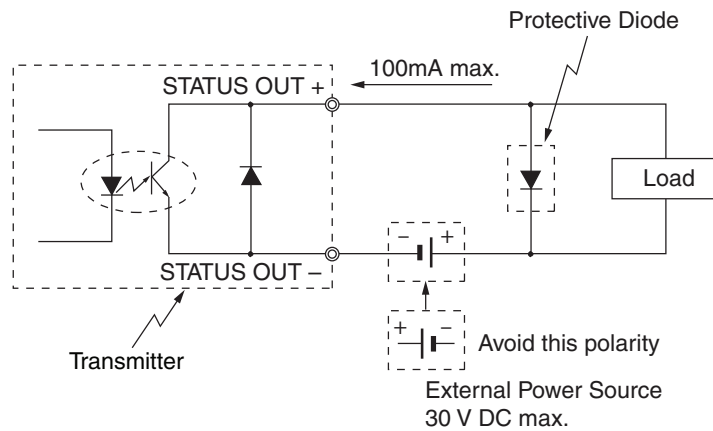 Protective Diode
100mA max.
STATUS OUT +
Load
− +
STATUS OUT −
+ −
Avoid this polarity
Transmitter
External Power Source
30 V DC max.